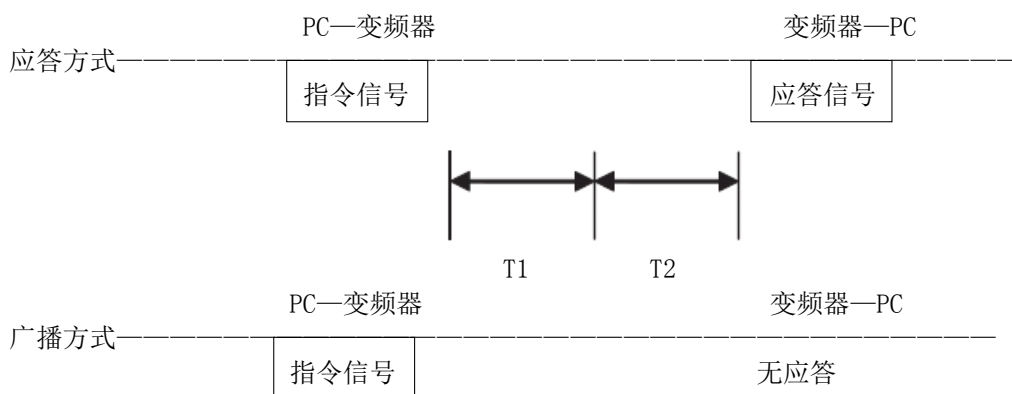 PC—变频器 变频器—PC
应答方式
指令信号 应答信号
T1 T2
PC—变频器 变频器—PC
广播方式
指令信号 无应答